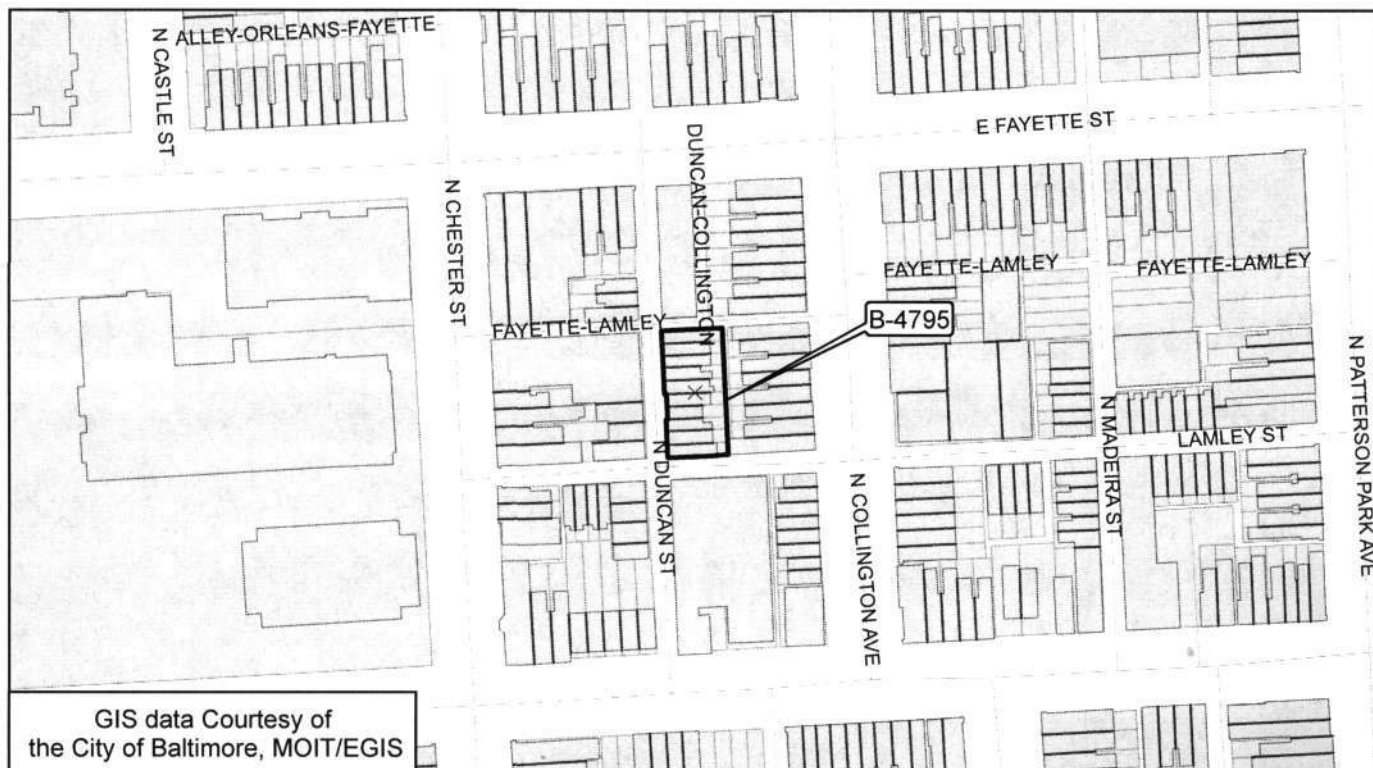 ALLEY-ORLEANS-FAYETTE
N CASTLE ST
E FAYETTE ST
DUNCAN-COLLINGTON
N CHESTER ST
FAYETTE-LAMLEY
FAYETTE-LAMLEY
FAYETTE-LAMLEY
B-4795
N PATTERSON PARK AVE
N MADEIRA ST
LAMLEY ST
N DUNCAN ST
N COLLINGTON AVE
GIS data Courtesy of
the City of Baltimore, MOIT/EGIS